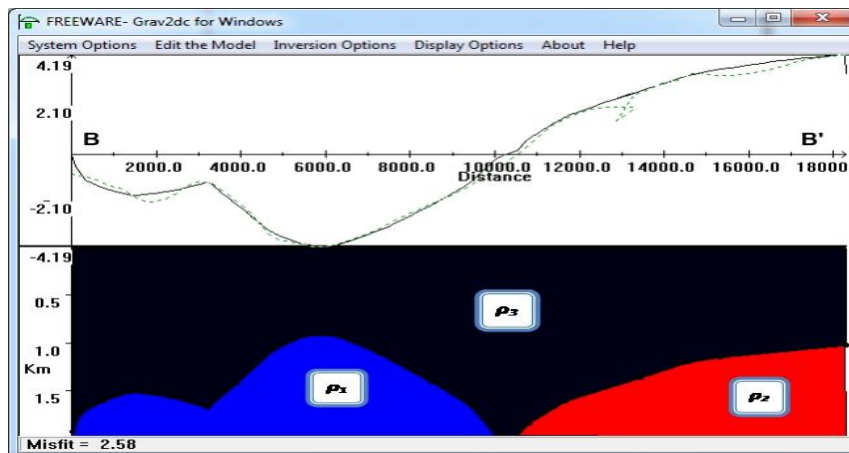 FREEWARE- Grav2dc for Windows
System Options Edit the Model Inversion Options Display Options About Help
4.19
2.10
B B'
2000.0 4000.0 6000.0 8000.0 10000.0 12000.0 14000.0 16000.0 18000
Distance
-2.10
-4.19
0.5
ρ₃
1.0
Km
ρ₁
1.5
ρ₂
Misfit = 2.58